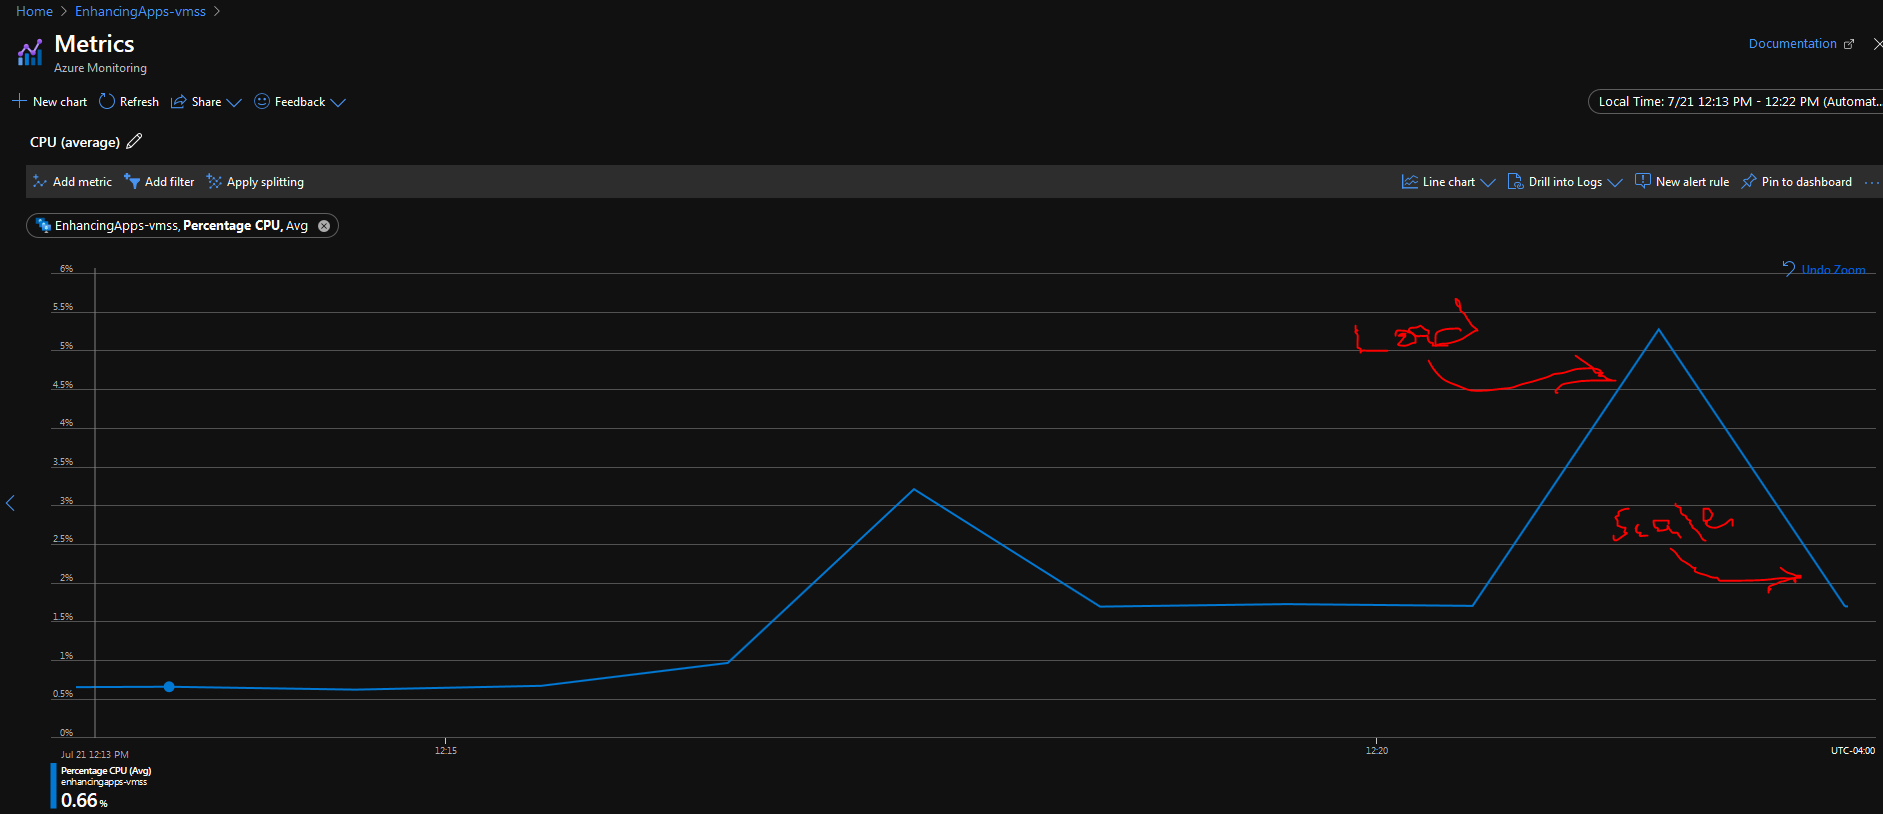 Home > EnhancingApps-vmss >
Metrics
Azure Monitoring
Documentation
New chart Refresh Share Feedback
Local Time: 7/21 12:13 PM - 12:22 PM (Automat...
CPU (average)
Add metric Add filter Apply splitting Line chart Drill into Logs New alert rule Pin to dashboard ...
EnhancingApps-vmss, Percentage CPU, Avg
Undo Zoom
6%
5.5%
5%
4.5%
4%
3.5%
3%
2.5%
2%
1.5%
1%
0.5%
0%
Load
Scale
Jul 21 12:13 PM
12:15
12:20
UTC-04:00
Percentage CPU (Avg)
enhancingapps-vmss
0.66 %